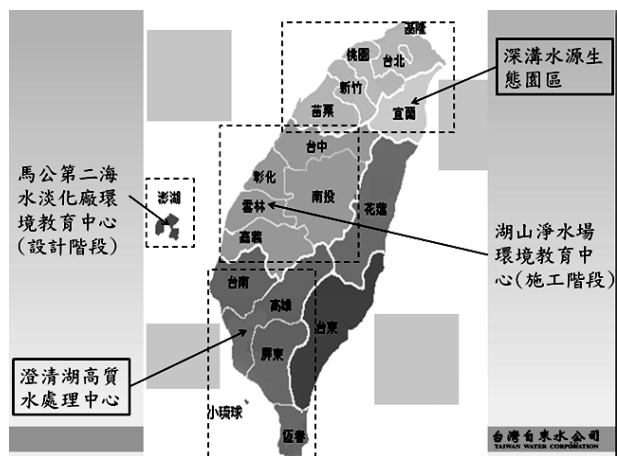 基隆
桃園
台北
新竹
宜蘭
苗栗
深溝水源生
態園區
台中
彰化
南投
雲林
花蓮
嘉義
澎湖
馬公第二海
水淡化廠環
境教育中心
(設計階段)
湖山淨水場
環境教育中
心(施工階段)
台南
高雄
台東
屏東
澄清湖高質
水處理中心
小琉球
恆春
台灣自來水公司
TAIWAN WATER CORPORATION